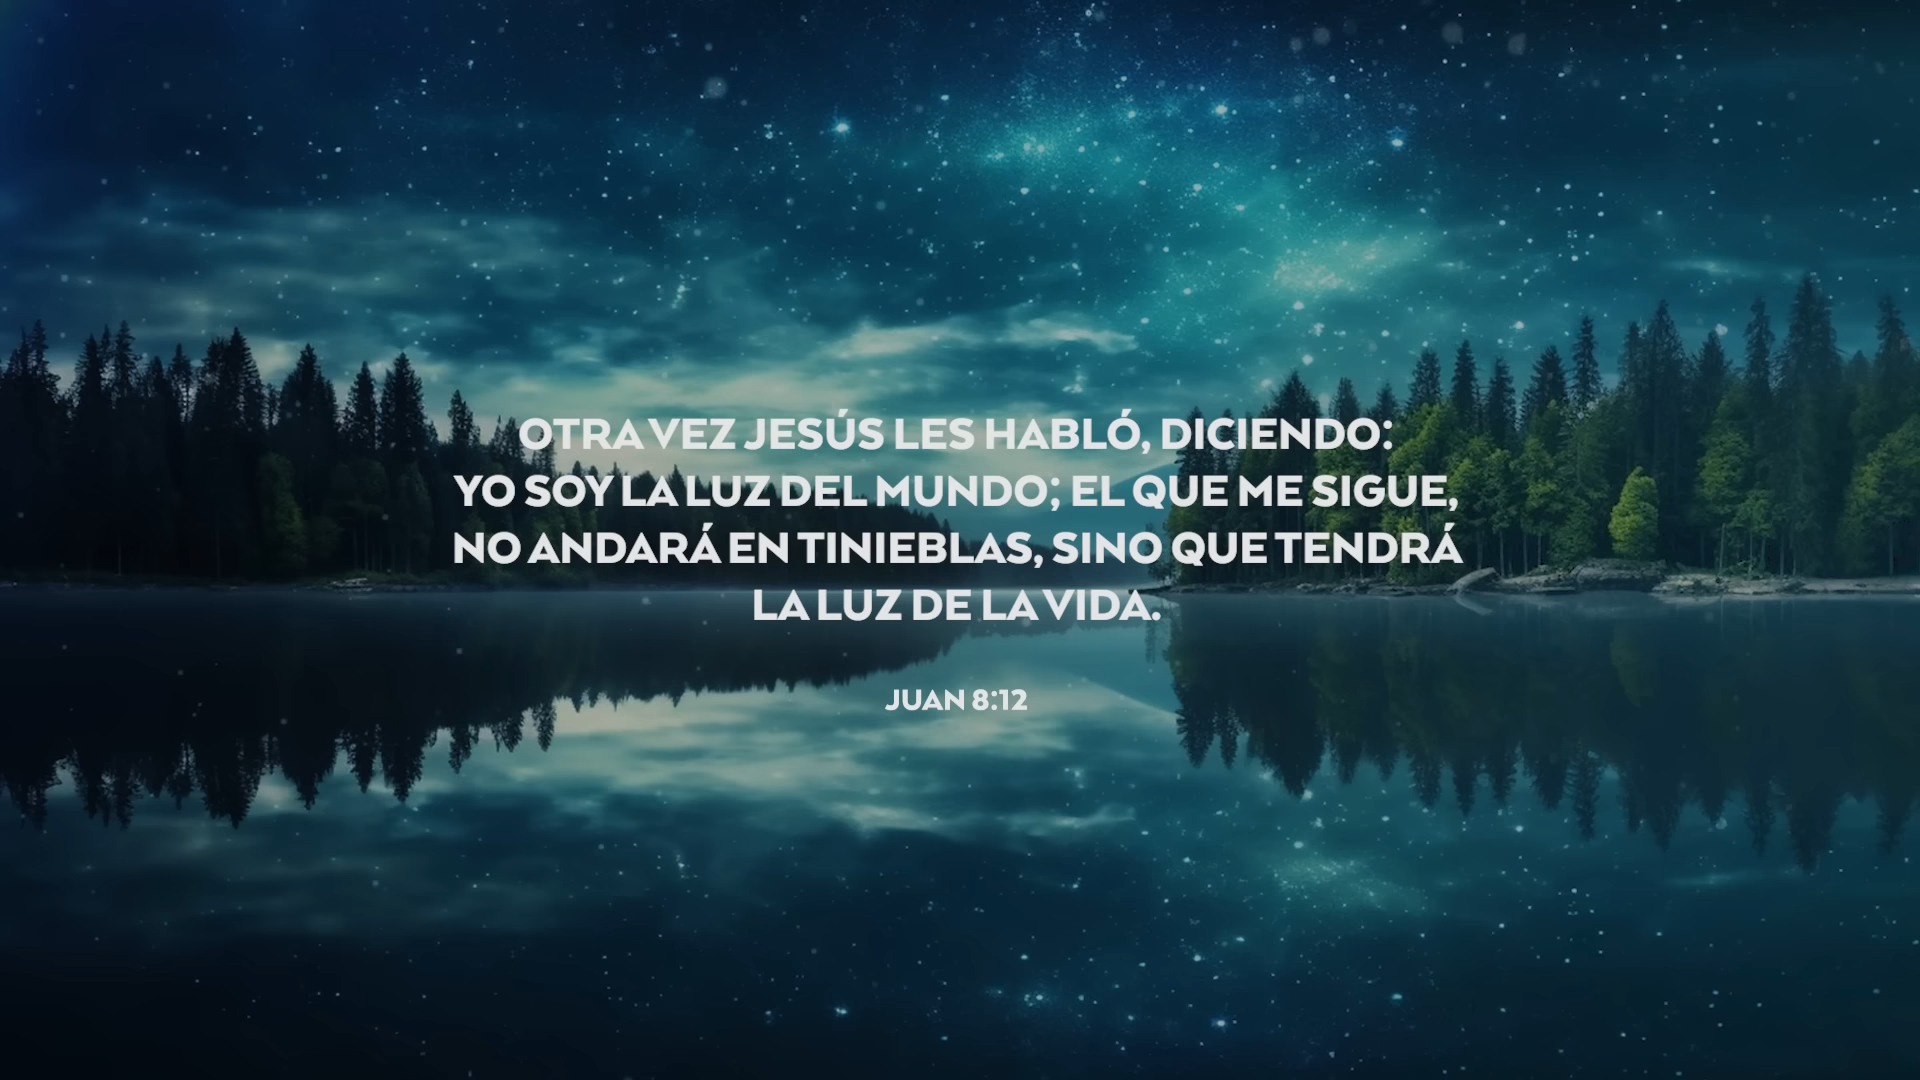 OTRA VEZ JESÚS LES HABLÓ, DICIENDO:
YO SOY LA LUZ DEL MUNDO; EL QUE ME SIGUE,
NO ANDARÁ EN TINIEBLAS, SINO QUE TENDRÁ
LA LUZ DE LA VIDA.
JUAN 8:12